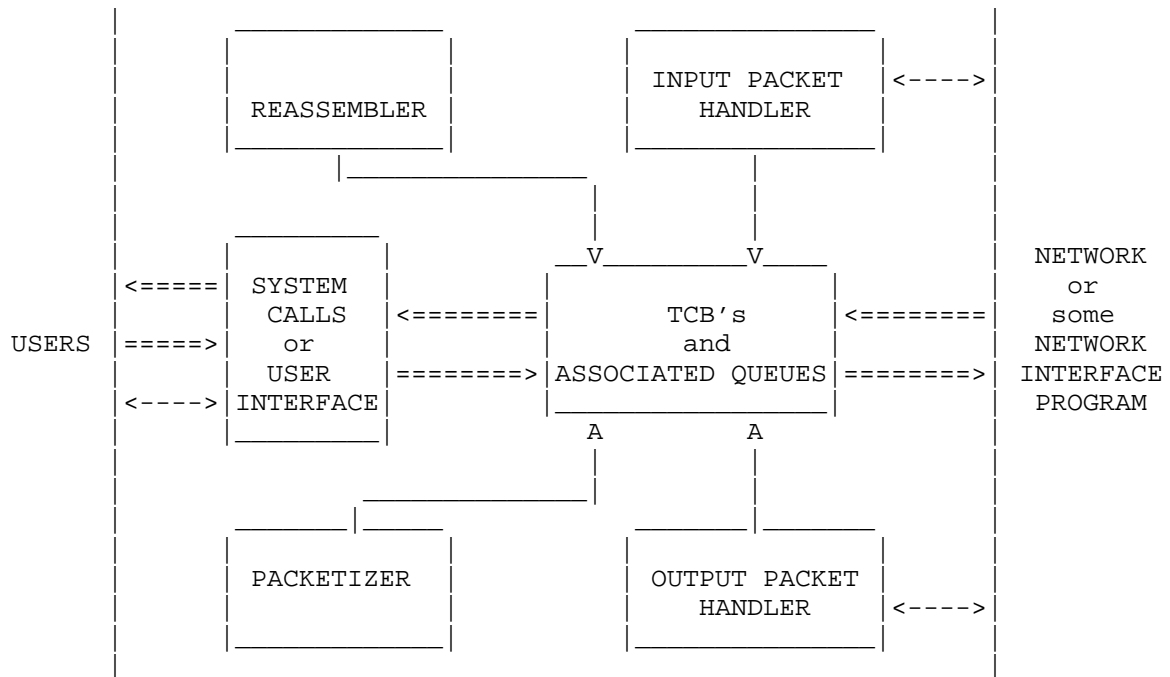 INPUT PACKET
REASSEMBLER
HANDLER
NETWORK
SYSTEM
or
CALLS
TCB's
some
USERS
or
and
NETWORK
USER
ASSOCIATED QUEUES
INTERFACE
INTERFACE
PROGRAM
A
A
PACKETIZER
OUTPUT PACKET
HANDLER
V
V